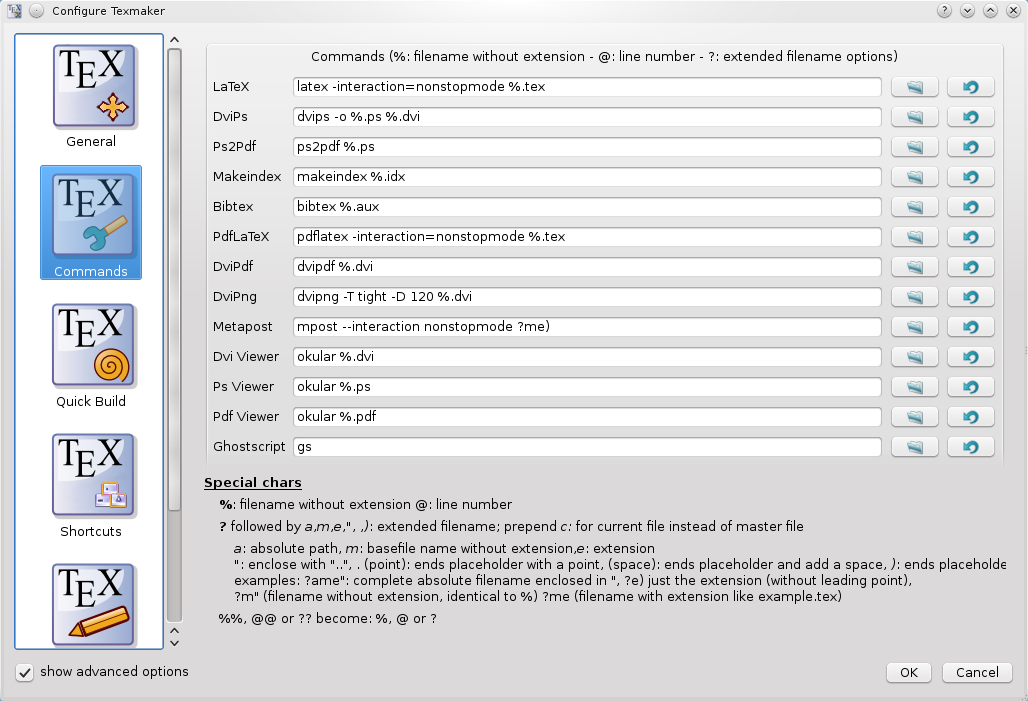 Configure Texmaker
TEX
General
TEX
Commands
TEX
Quick Build
TEX
Shortcuts
TEX
show advanced options
Commands (%: filename without extension - @: line number - ?: extended filename options)
LaTeX latex -interaction=nonstopmode %.tex
DviPs dvips -o %.ps %.dvi
Ps2Pdf ps2pdf %.ps
Makeindex makeindex %.idx
Bibtex bibtex %.aux
PdfLaTeX pdflatex -interaction=nonstopmode %.tex
DviPdf dvipdf %.dvi
DviPng dvipng -T tight -D 120 %.dvi
Metapost mpost --interaction nonstopmode ?me)
Dvi Viewer okular %.dvi
Ps Viewer okular %.ps
Pdf Viewer okular %.pdf
Ghostscript gs
Special chars
%: filename without extension @: line number
? followed by a,m,e,", ,): extended filename; prepend c: for current file instead of master file
a: absolute path, m: basefile name without extension,e: extension
": enclose with "..", . (point): ends placeholder with a point, (space): ends placeholder and add a space, ): ends placeholde
examples: ?ame": complete absolute filename enclosed in ", ?e) just the extension (without leading point),
?m" (filename without extension, identical to %) ?me (filename with extension like example.tex)
%%, @@ or ?? become: %, @ or ?
OK Cancel